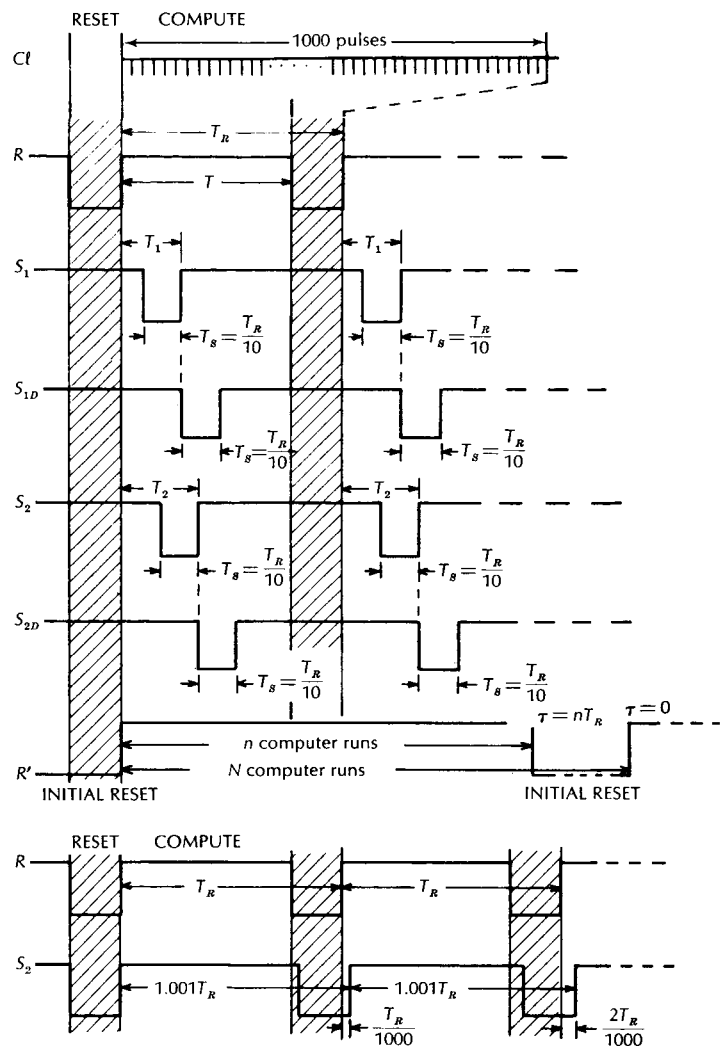 RESET COMPUTE
1000 pulses
Cl
T_R
R
T
T_1 T_1
S_1
T_s = T_R/10 T_s = T_R/10
S_1D
T_s = T_R/10 T_s = T_R/10
T_2 T_2
S_2
T_s = T_R/10 T_s = T_R/10
S_2D
T_s = T_R/10 T_s = T_R/10
τ = nT_R τ = 0
n computer runs
N computer runs
R'
INITIAL RESET INITIAL RESET
RESET COMPUTE
R
T_R T_R
S_2
1.001T_R 1.001T_R
T_R/1000 2T_R/1000